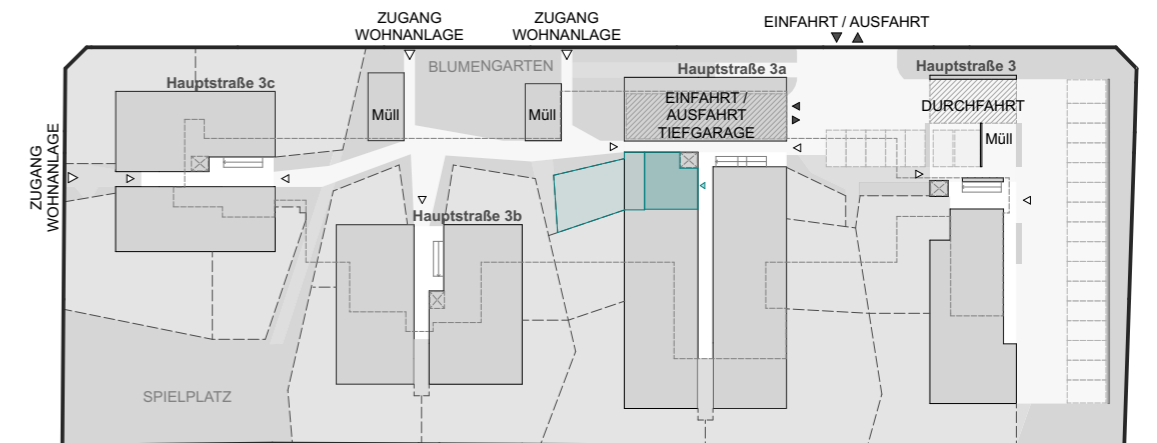 ZUGANG
WOHNANLAGE
ZUGANG
WOHNANLAGE
EINFAHRT / AUSFAHRT
BLUMENGARTEN
Hauptstraße 3a
Hauptstraße 3
Hauptstraße 3c
EINFAHRT /
AUSFAHRT
TIEFGARAGE
DURCHFAHRT
Müll
Müll
Müll
ZUGANG
WOHNANLAGE
Hauptstraße 3b
SPIELPLATZ